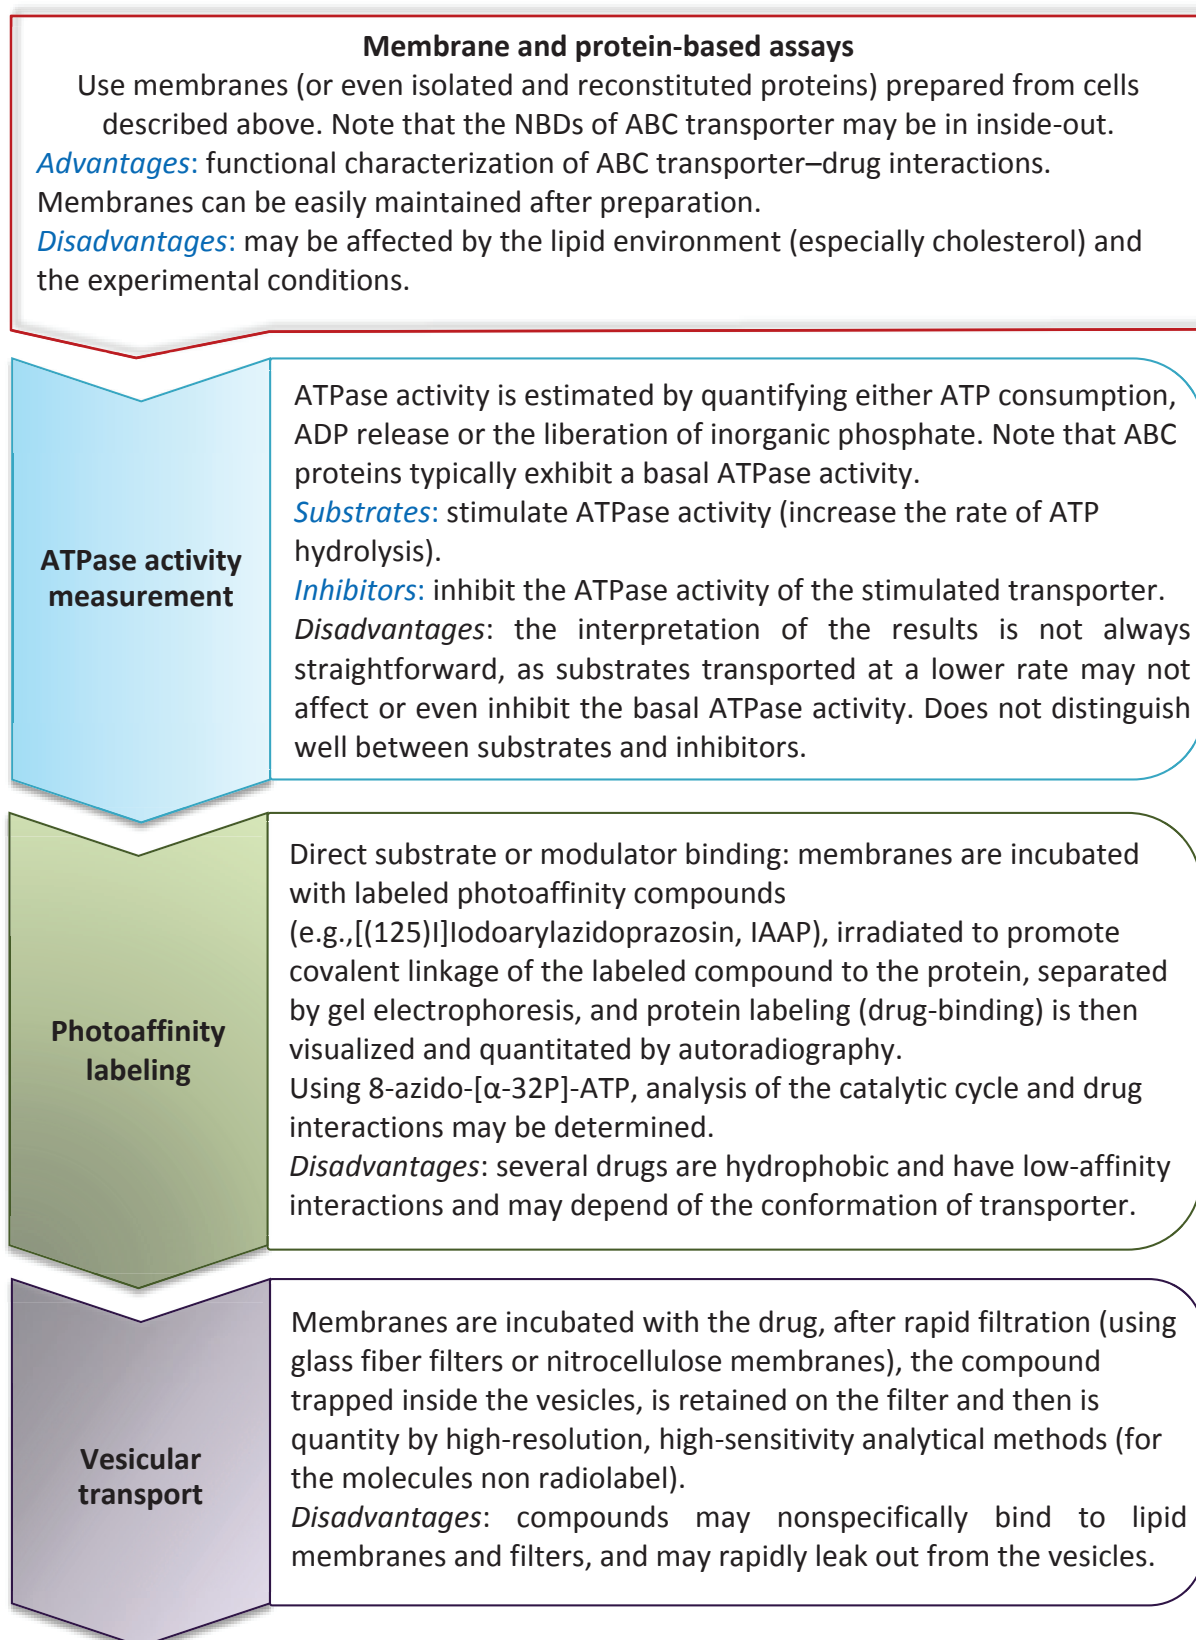 Membrane and protein-based assays
Use membranes (or even isolated and reconstituted proteins) prepared from cells
described above. Note that the NBDs of ABC transporter may be in inside-out.
Advantages: functional characterization of ABC transporter–drug interactions.
Membranes can be easily maintained after preparation.
Disadvantages: may be affected by the lipid environment (especially cholesterol) and
the experimental conditions.
ATPase activity
measurement
ATPase activity is estimated by quantifying either ATP consumption,
ADP release or the liberation of inorganic phosphate. Note that ABC
proteins typically exhibit a basal ATPase activity.
Substrates: stimulate ATPase activity (increase the rate of ATP
hydrolysis).
Inhibitors: inhibit the ATPase activity of the stimulated transporter.
Disadvantages: the interpretation of the results is not always
straightforward, as substrates transported at a lower rate may not
affect or even inhibit the basal ATPase activity. Does not distinguish
well between substrates and inhibitors.
Photoaffinity
labeling
Direct substrate or modulator binding: membranes are incubated
with labeled photoaffinity compounds
(e.g.,[(125)I]Iodoarylazidoprazosin, IAAP), irradiated to promote
covalent linkage of the labeled compound to the protein, separated
by gel electrophoresis, and protein labeling (drug-binding) is then
visualized and quantitated by autoradiography.
Using 8-azido-[α-32P]-ATP, analysis of the catalytic cycle and drug
interactions may be determined.
Disadvantages: several drugs are hydrophobic and have low-affinity
interactions and may depend of the conformation of transporter.
Vesicular
transport
Membranes are incubated with the drug, after rapid filtration (using
glass fiber filters or nitrocellulose membranes), the compound
trapped inside the vesicles, is retained on the filter and then is
quantity by high-resolution, high-sensitivity analytical methods (for
the molecules non radiolabel).
Disadvantages: compounds may nonspecifically bind to lipid
membranes and filters, and may rapidly leak out from the vesicles.